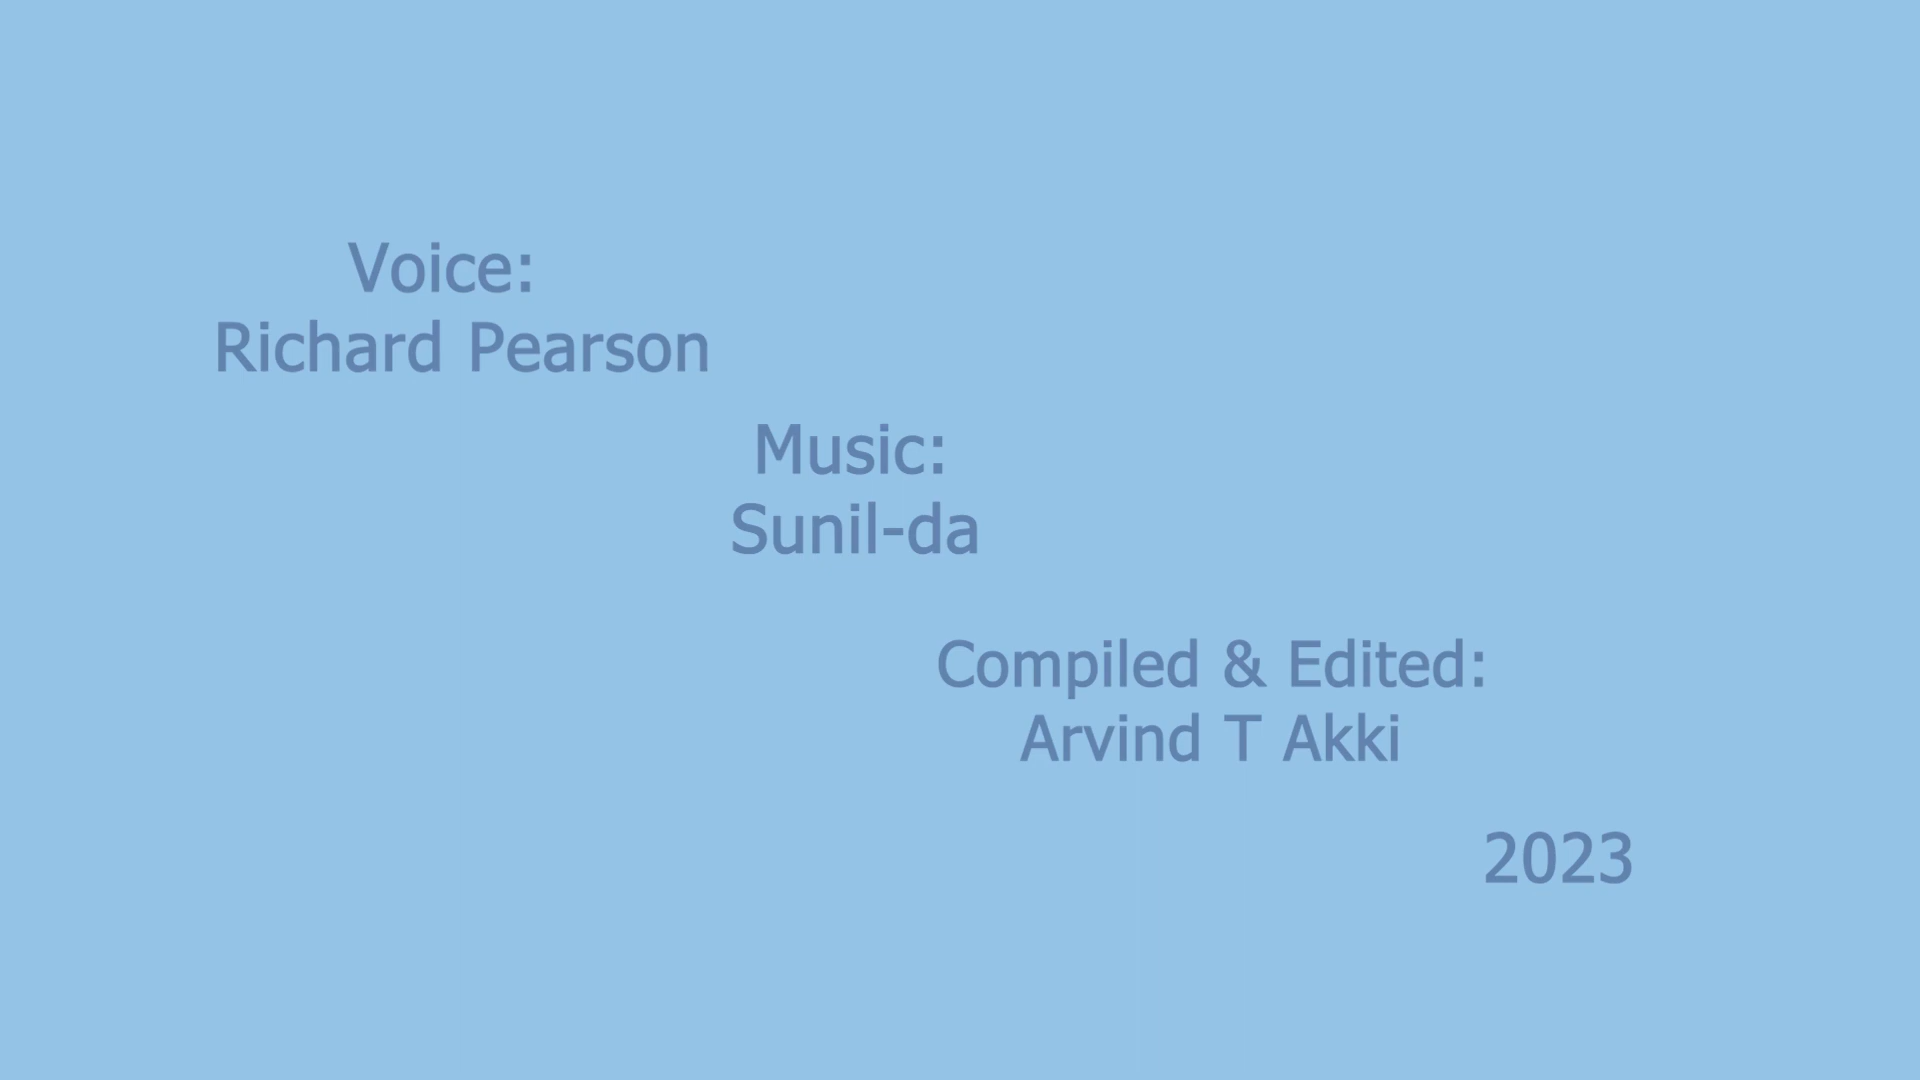 Voice:
Richard Pearson
Music:
Sunil-da
Compiled & Edited:
Arvind T Akki
2023